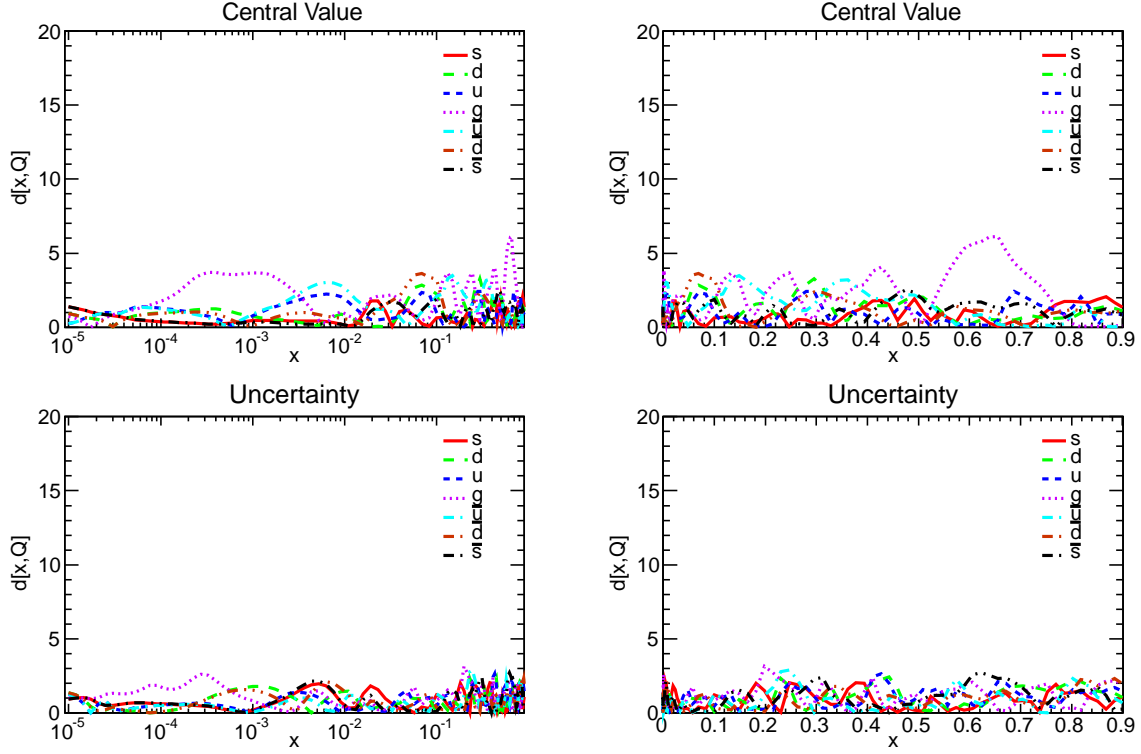 Central Value
20
15
10
5
0
d[x,Q]
10⁻⁵
10⁻⁴
10⁻³
10⁻²
10⁻¹
x
s
d
u
g
u̅
d̅
s̅
Central Value
20
15
10
5
0
d[x,Q]
0 0.1 0.2 0.3 0.4 0.5 0.6 0.7 0.8 0.9
x
s
d
u
g
u̅
d̅
s̅
Uncertainty
20
15
10
5
0
d[x,Q]
10⁻⁵
10⁻⁴
10⁻³
10⁻²
10⁻¹
x
s
d
u
g
u̅
d̅
s̅
Uncertainty
20
15
10
5
0
d[x,Q]
0 0.1 0.2 0.3 0.4 0.5 0.6 0.7 0.8 0.9
x
s
d
u
g
u̅
d̅
s̅